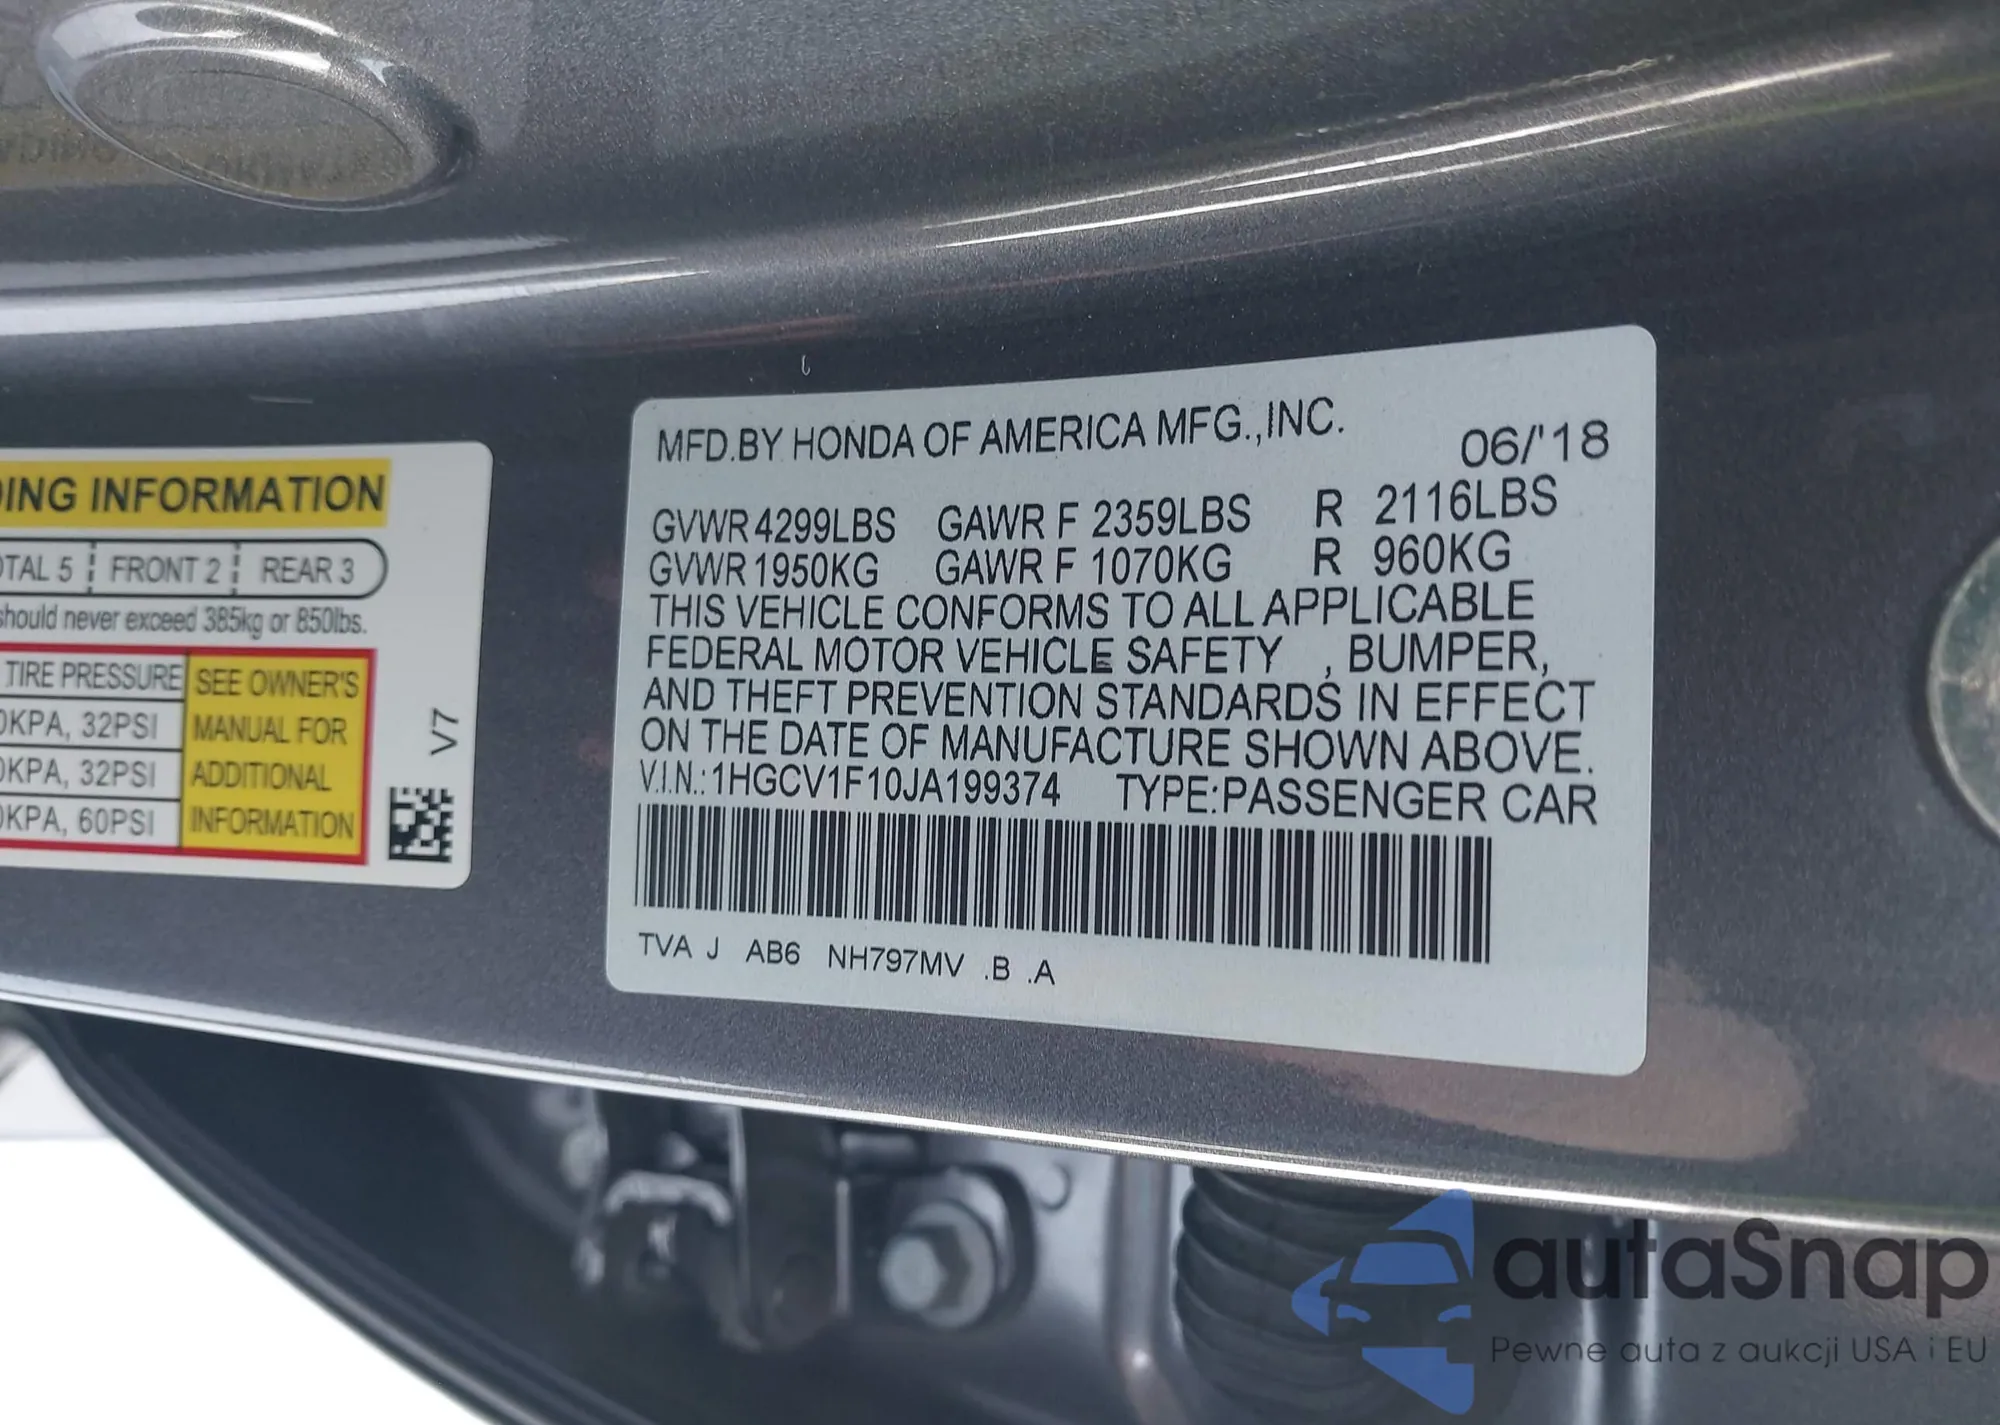 ING INFORMATION
TOTAL 5 FRONT 2 REAR 3
should never exceed 385kg or 850lbs.
TIRE PRESSURE
0KPA, 32PSI
0KPA, 32PSI
0KPA, 60PSI
SEE OWNER'S
MANUAL FOR
ADDITIONAL
INFORMATION
V7
MFD.BY HONDA OF AMERICA MFG.,INC. 06/'18
GVWR 4299LBS GAWR F 2359LBS R 2116LBS
GVWR 1950KG GAWR F 1070KG R 960KG
THIS VEHICLE CONFORMS TO ALL APPLICABLE
FEDERAL MOTOR VEHICLE SAFETY , BUMPER,
AND THEFT PREVENTION STANDARDS IN EFFECT
ON THE DATE OF MANUFACTURE SHOWN ABOVE.
V.I.N.: 1HGCV1F10JA199374 TYPE:PASSENGER CAR
TVA J AB6 NH797MV .B .A
autaSnap
Pewne auta z aukcji USA i EU